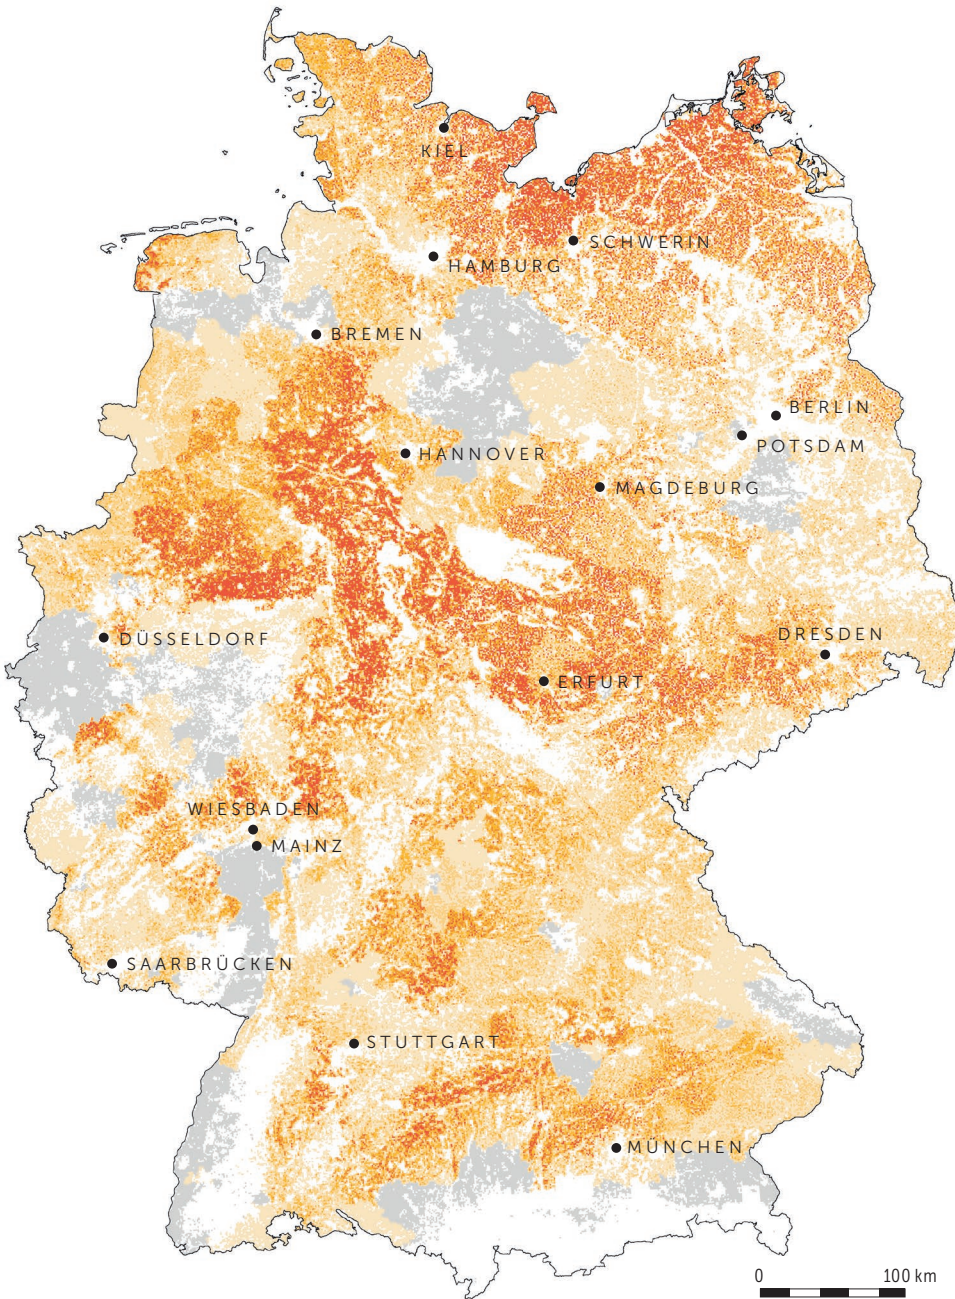 KIEL
SCHWERIN
HAMBURG
BREMEN
BERLIN
POTSDAM
HANNOVER
MAGDEBURG
DÜSSELDORF
DRESDEN
ERFURT
WIESBADEN
MAINZ
SAARBRÜCKEN
STUTTGART
MÜNCHEN
0 100 km